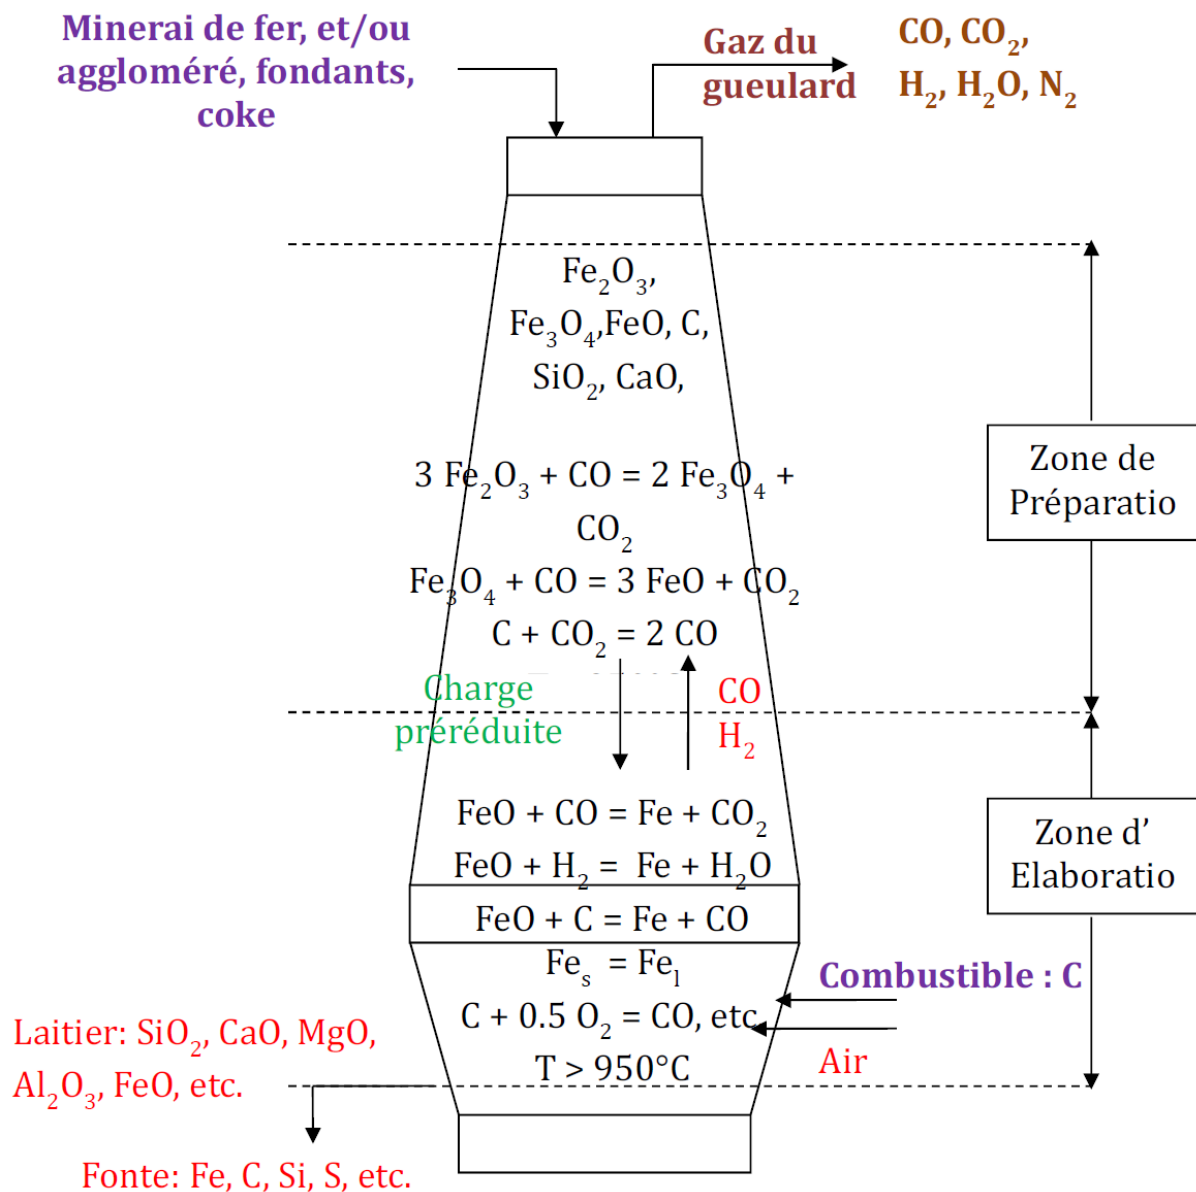 Minerai de fer, et/ou
aggloméré, fondants,
coke
Gaz du
gueulard
CO, CO₂,
H₂, H₂O, N₂
Fe₂O₃,
Fe₃O₄,FeO, C,
SiO₂, CaO,
3 Fe₂O₃ + CO = 2 Fe₃O₄ +
CO₂
Fe₃O₄ + CO = 3 FeO + CO₂
C + CO₂ = 2 CO
Zone de
Préparatio
Charge
préréduite
CO
H₂
FeO + CO = Fe + CO₂
FeO + H₂ = Fe + H₂O
FeO + C = Fe + CO
Feₛ = Feₗ
C + 0.5 O₂ = CO, etc
T > 950°C
Zone d’
Elaboratio
Combustible : C
Air
Laitier: SiO₂, CaO, MgO,
Al₂O₃, FeO, etc.
Fonte: Fe, C, Si, S, etc.